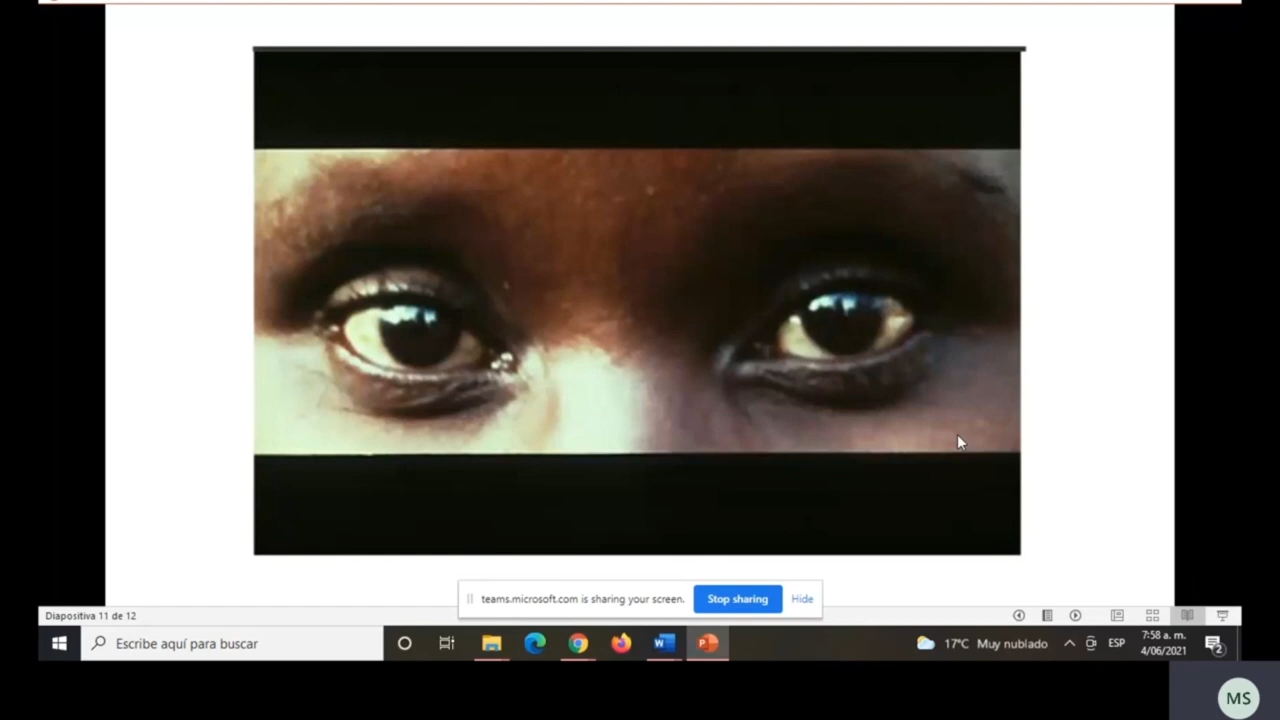 teams.microsoft.com is sharing your screen. Stop sharing Hide
Diapositiva 11 de 12
Escribe aquí para buscar
17°C Muy nublado
ESP
7:58 a. m.
4/06/2021
2
MS